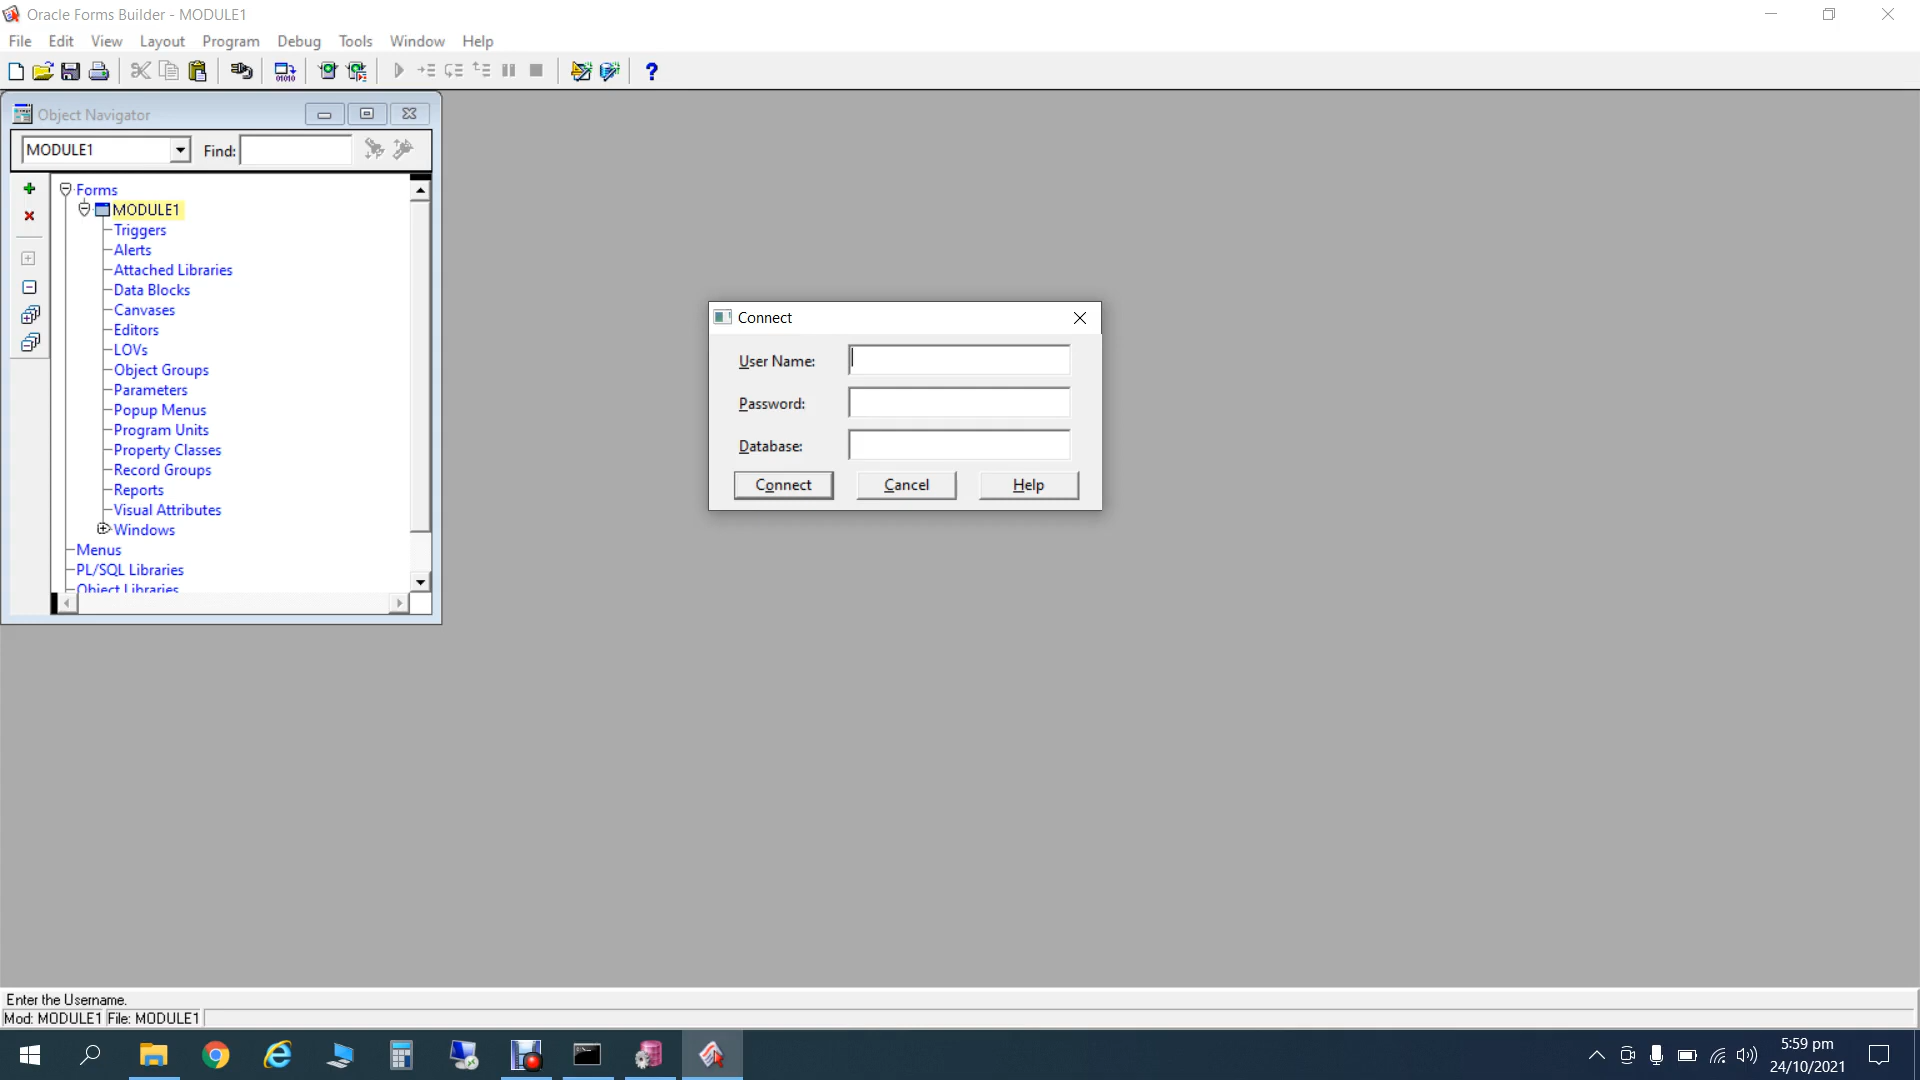 Oracle Forms Builder - MODULE1
File Edit View Layout Program Debug Tools Window Help
Object Navigator
MODULE1 Find:
Forms
MODULE1
Triggers
Alerts
Attached Libraries
Data Blocks
Canvases
Editors
LOVs
Object Groups
Parameters
Popup Menus
Program Units
Property Classes
Record Groups
Reports
Visual Attributes
Windows
Menus
PL/SQL Libraries
Object Libraries
Connect
User Name:
Password:
Database:
Connect Cancel Help
Enter the Username.
Mod: MODULE1 File: MODULE1
5:59 pm
24/10/2021